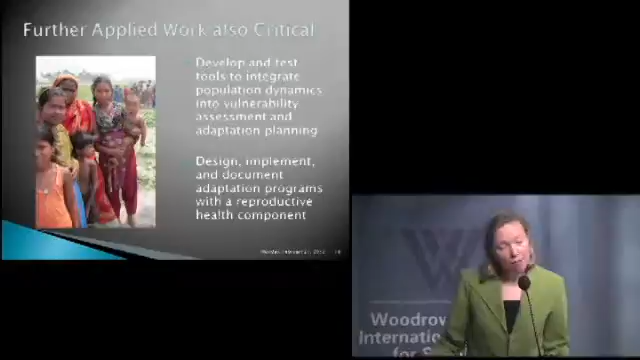 Further Applied Work also Critical
Develop and test
tools to integrate
population dynamics
into vulnerability
assessment and
adaptation planning
Design, implement,
and document
adaptation programs
with a reproductive
health component
W
Woodrow
Internatio
for S